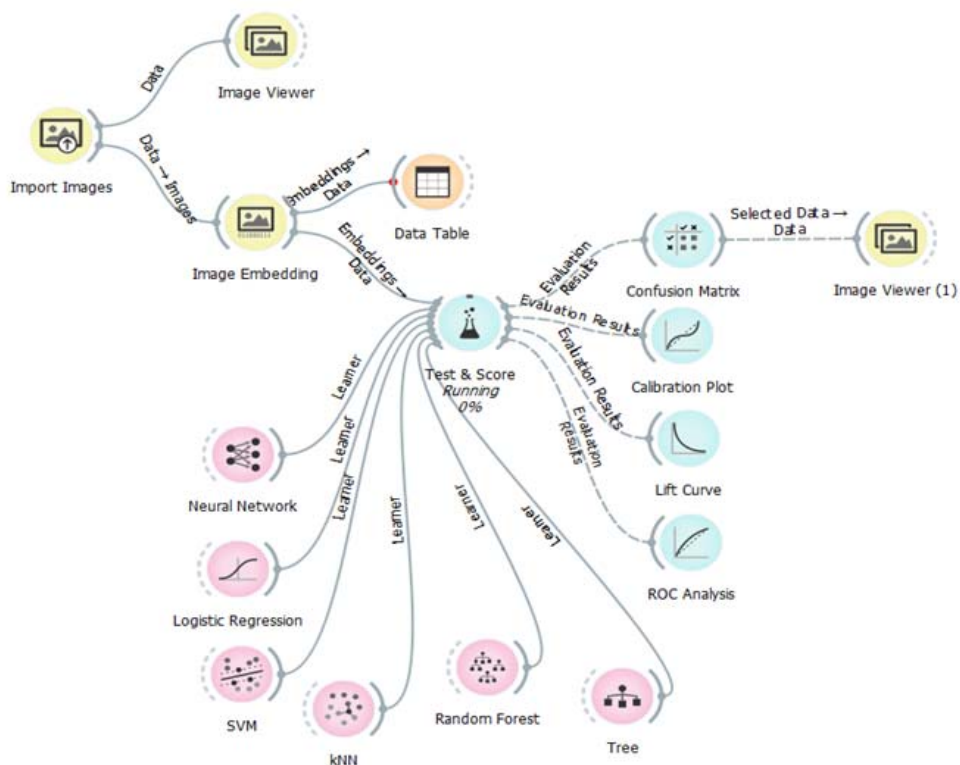 Data
Image Viewer
Import Images
Data → Images
Embeddings →
Data
Data Table
Image Embedding
Embeddings →
Data
Evaluation
Results
Confusion Matrix
Selected Data →
Data
Image Viewer (1)
Evaluation Results
Calibration Plot
Test & Score
Running
0%
Evaluation Results
Lift Curve
Evaluation
Results
ROC Analysis
Learner
Neural Network
Learner
Logistic Regression
Learner
SVM
Learner
kNN
Learner
Random Forest
Learner
Tree